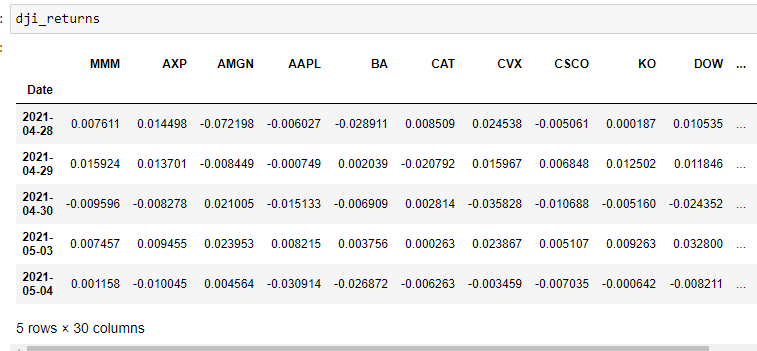 dji_returns
MMM AXP AMGN AAPL BA CAT CVX CSCO KO DOW ...
Date
2021-
04-28 0.007611 0.014498 -0.072198 -0.006027 -0.028911 0.008509 0.024538 -0.005061 0.000187 0.010535 ...
2021-
04-29 0.015924 0.013701 -0.008449 -0.000749 0.002039 -0.020792 0.015967 0.006848 0.012502 0.011846 ...
2021-
04-30 -0.009596 -0.008278 0.021005 -0.015133 -0.006909 0.002814 -0.035828 -0.010688 -0.005160 -0.024352 ...
2021-
05-03 0.007457 0.009455 0.023953 0.008215 0.003756 0.000263 0.023867 0.005107 0.009263 0.032800 ...
2021-
05-04 0.001158 -0.010045 0.004564 -0.030914 -0.026872 -0.006263 -0.003459 -0.007035 -0.000642 -0.008211 ...
5 rows × 30 columns